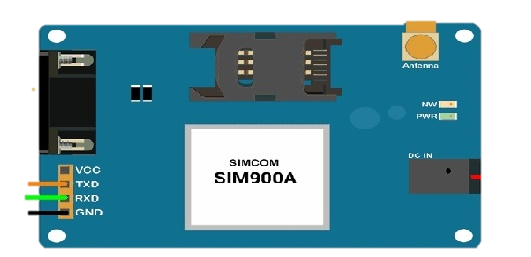 Antenna
NW
PWR
DC IN
SIMCOM
SIM900A
VCC
TXD
RXD
GND